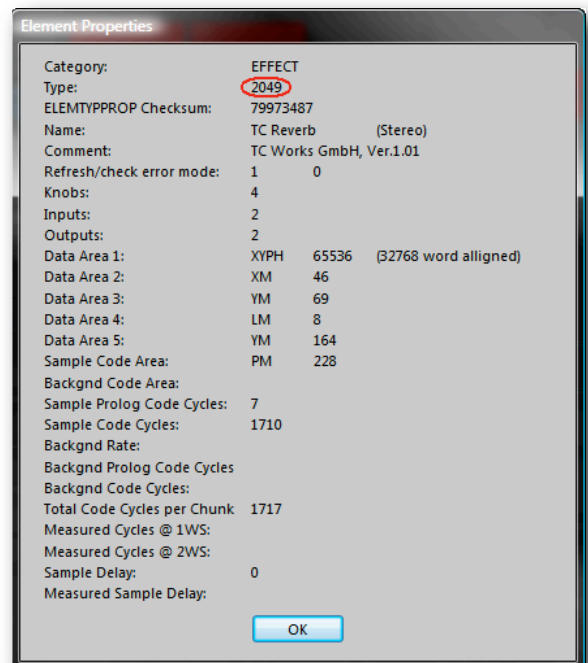 Element Properties
Category: EFFECT
Type: 2049
ELEMTYPPROP Checksum: 79973487
Name: TC Reverb (Stereo)
Comment: TC Works GmbH, Ver.1.01
Refresh/check error mode: 1 0
Knobs: 4
Inputs: 2
Outputs: 2
Data Area 1: XYPH 65536 (32768 word alligned)
Data Area 2: XM 46
Data Area 3: YM 69
Data Area 4: LM 8
Data Area 5: YM 164
Sample Code Area: PM 228
Backgnd Code Area:
Sample Prolog Code Cycles: 7
Sample Code Cycles: 1710
Backgnd Rate:
Backgnd Prolog Code Cycles
Backgnd Code Cycles:
Total Code Cycles per Chunk 1717
Measured Cycles @ 1WS:
Measured Cycles @ 2WS:
Sample Delay: 0
Measured Sample Delay:
OK